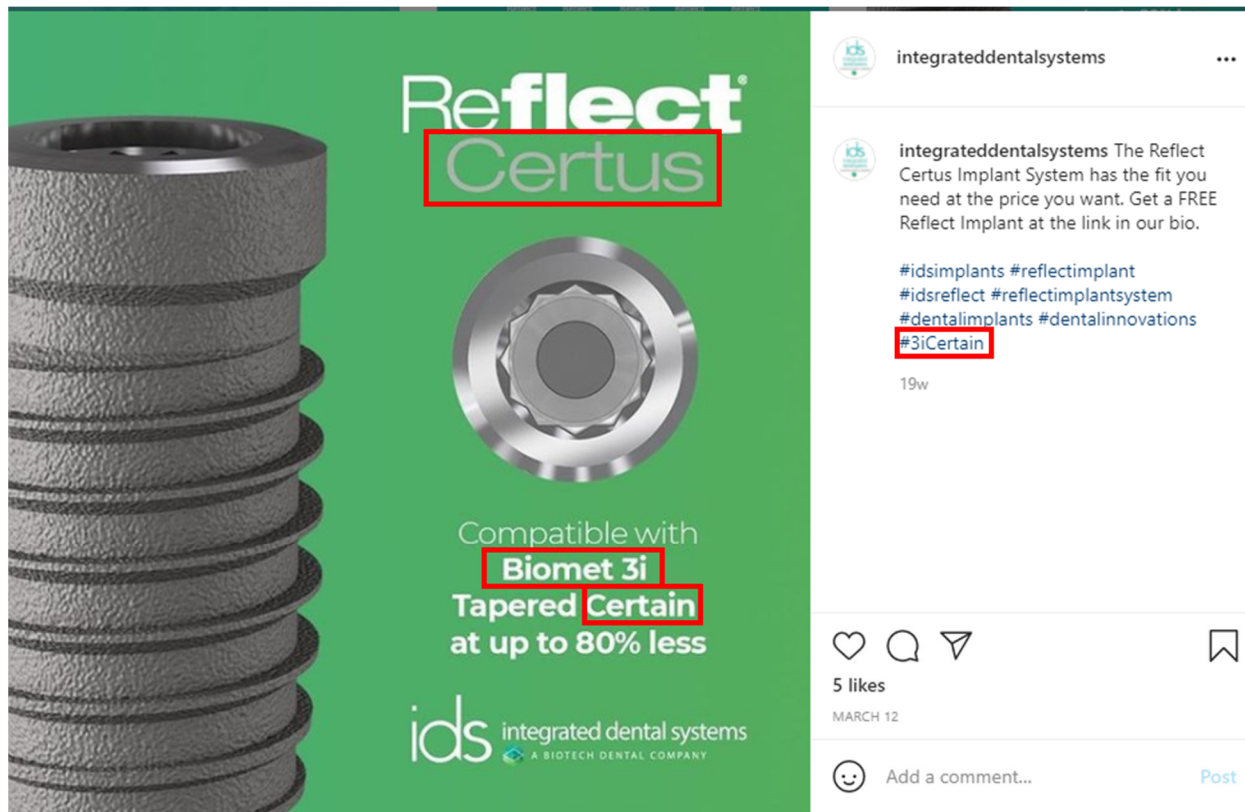 Reflect®
Certus
Compatible with
Biomet 3i
Tapered Certain
at up to 80% less
ids integrated dental systems
A BIOTECH DENTAL COMPANY
ids
integrateddentalsystems
ids
integrateddentalsystems The Reflect
Certus Implant System has the fit you
need at the price you want. Get a FREE
Reflect Implant at the link in our bio.
#idsimplants #reflectimplant
#idsreflect #reflectimplantsystem
#dentalimplants #dentalinnovations
#3iCertain
19w
5 likes
MARCH 12
Add a comment...
Post